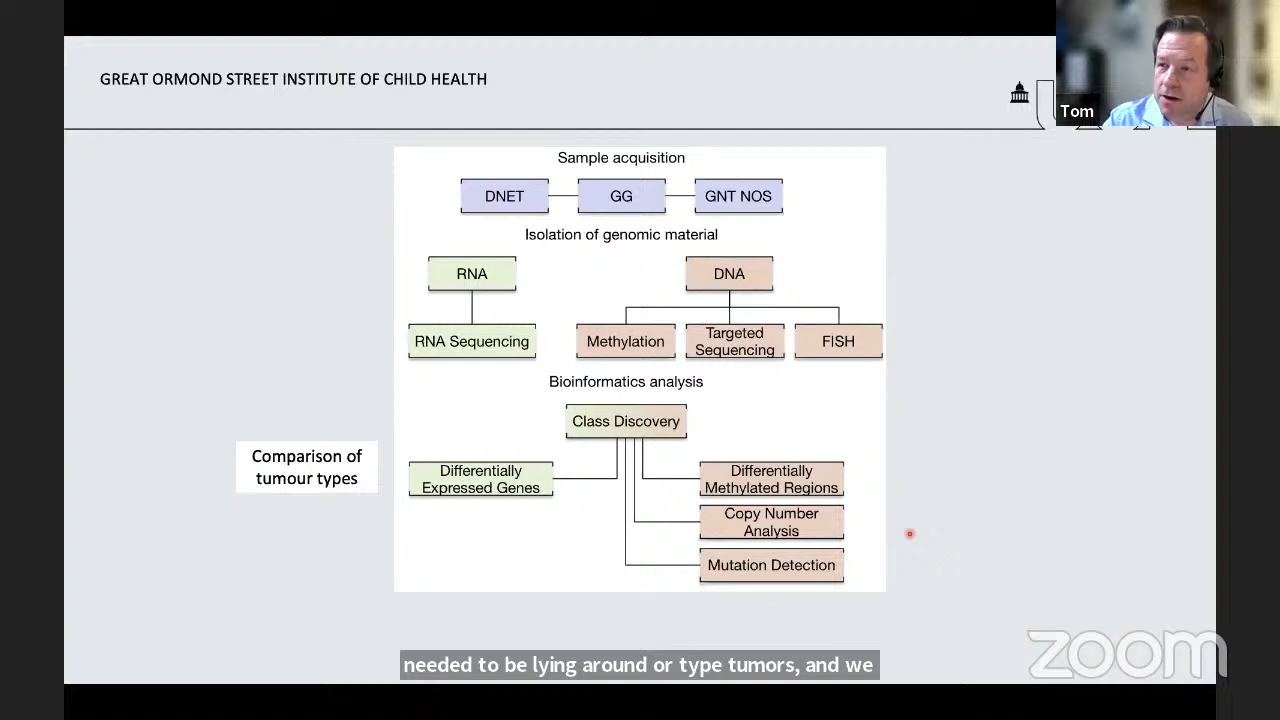 GREAT ORMOND STREET INSTITUTE OF CHILD HEALTH
Tom
Sample acquisition
DNET
GG
GNT NOS
Isolation of genomic material
RNA
DNA
RNA Sequencing
Methylation
Targeted
Sequencing
FISH
Bioinformatics analysis
Class Discovery
Comparison of
tumour types
Differentially
Expressed Genes
Differentially
Methylated Regions
Copy Number
Analysis
Mutation Detection
needed to be lying around or type tumors, and we
zoom